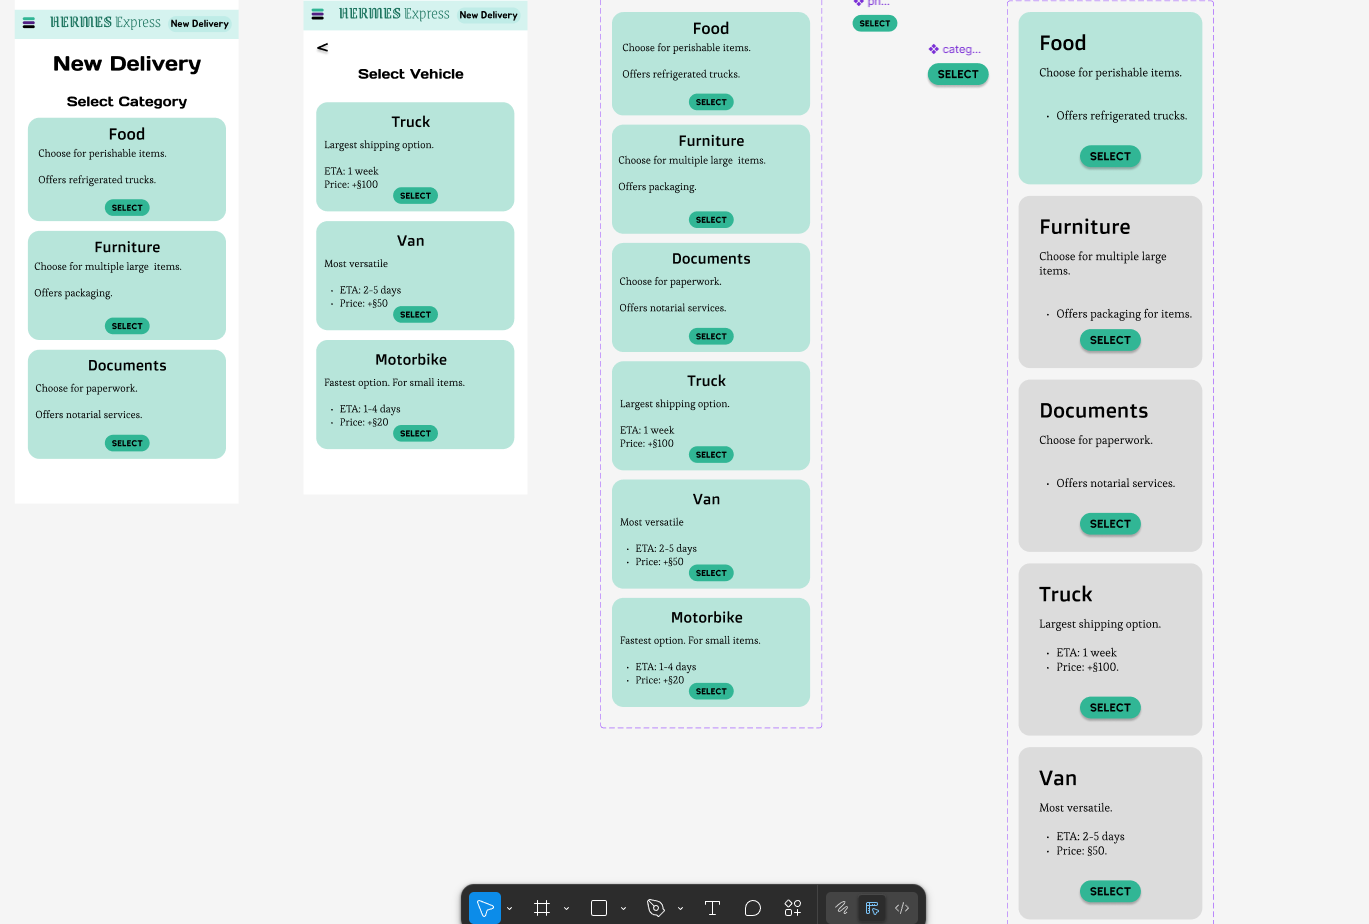 HERMES Express New Delivery
New Delivery
Select Category
Food
Choose for perishable items.
Offers refrigerated trucks.
SELECT
Furniture
Choose for multiple large  items.
Offers packaging.
SELECT
Documents
Choose for paperwork.
Offers notarial services.
SELECT
HERMES Express New Delivery
<
Select Vehicle
Truck
Largest shipping option.
ETA: 1 week
Price: +§100
SELECT
Van
Most versatile
• ETA: 2-5 days
• Price: +§50
SELECT
Motorbike
Fastest option. For small items.
• ETA: 1-4 days
• Price: +§20
SELECT
Food
Choose for perishable items.
Offers refrigerated trucks.
SELECT
Furniture
Choose for multiple large  items.
Offers packaging.
SELECT
Documents
Choose for paperwork.
Offers notarial services.
SELECT
Truck
Largest shipping option.
ETA: 1 week
Price: +§100
SELECT
Van
Most versatile
• ETA: 2-5 days
• Price: +§50
SELECT
Motorbike
Fastest option. For small items.
• ETA: 1-4 days
• Price: +§20
SELECT
pri...
SELECT
categ...
SELECT
Food
Choose for perishable items.
• Offers refrigerated trucks.
SELECT
Furniture
Choose for multiple large
items.
• Offers packaging for items.
SELECT
Documents
Choose for paperwork.
• Offers notarial services.
SELECT
Truck
Largest shipping option.
• ETA: 1 week
• Price: +§100.
SELECT
Van
Most versatile.
• ETA: 2-5 days
• Price: §50.
SELECT